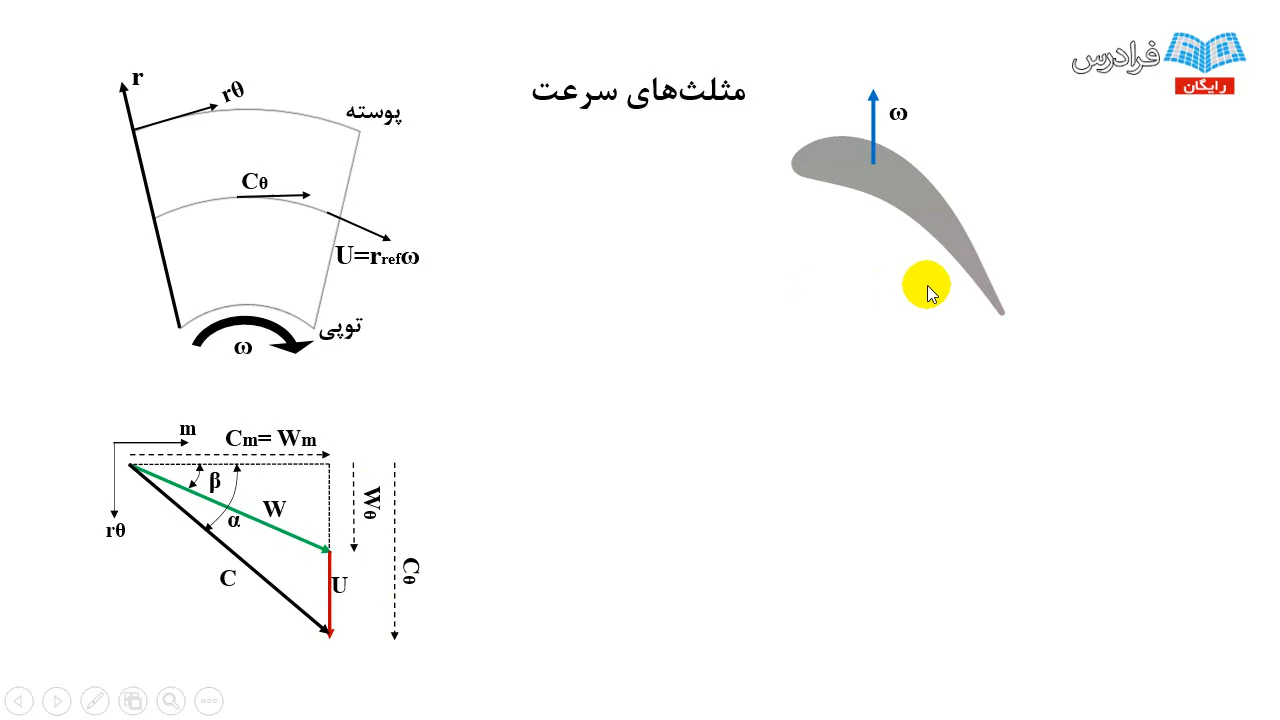 فرادرس
رایگان
مثلث‌های سرعت
r
rθ
پوسته
Cθ
U=rrefω
توپی
ω
ω
m
rθ
Cm= Wm
β
α
W
C
U
Wθ
Cθ